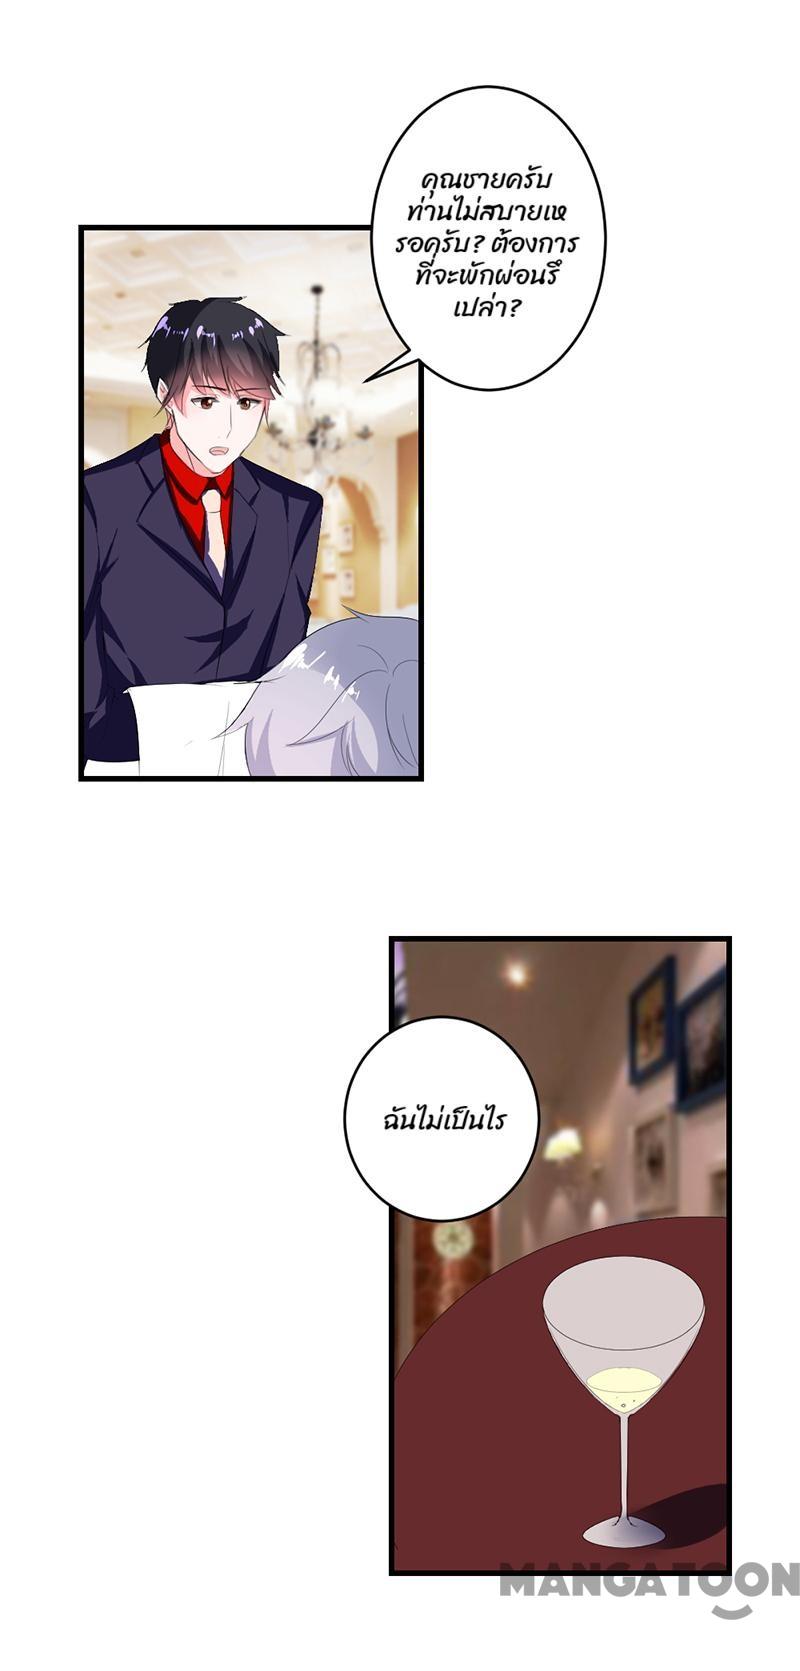 คุณชายครับ
ท่านไม่สบายเห
รอครับ? ต้องการ
ที่จะพักผ่อนรึ
เปล่า?
ฉันไม่เป็นไร
MANGATOON